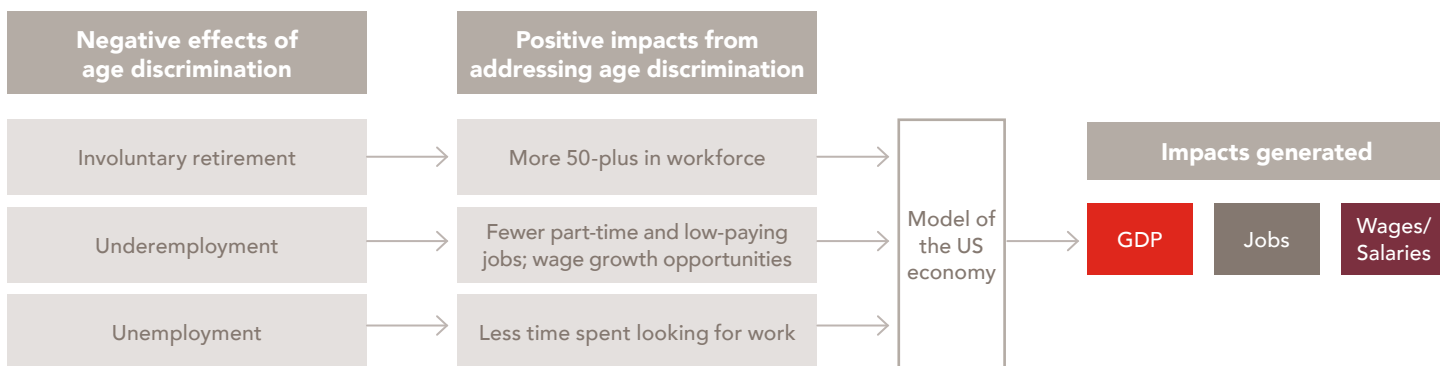 Negative effects of
age discrimination
Positive impacts from
addressing age discrimination
Involuntary retirement
More 50-plus in workforce
Impacts generated
Underemployment
Fewer part-time and low-paying
jobs; wage growth opportunities
Model of
the US
economy
GDP
Jobs
Wages/
Salaries
Unemployment
Less time spent looking for work